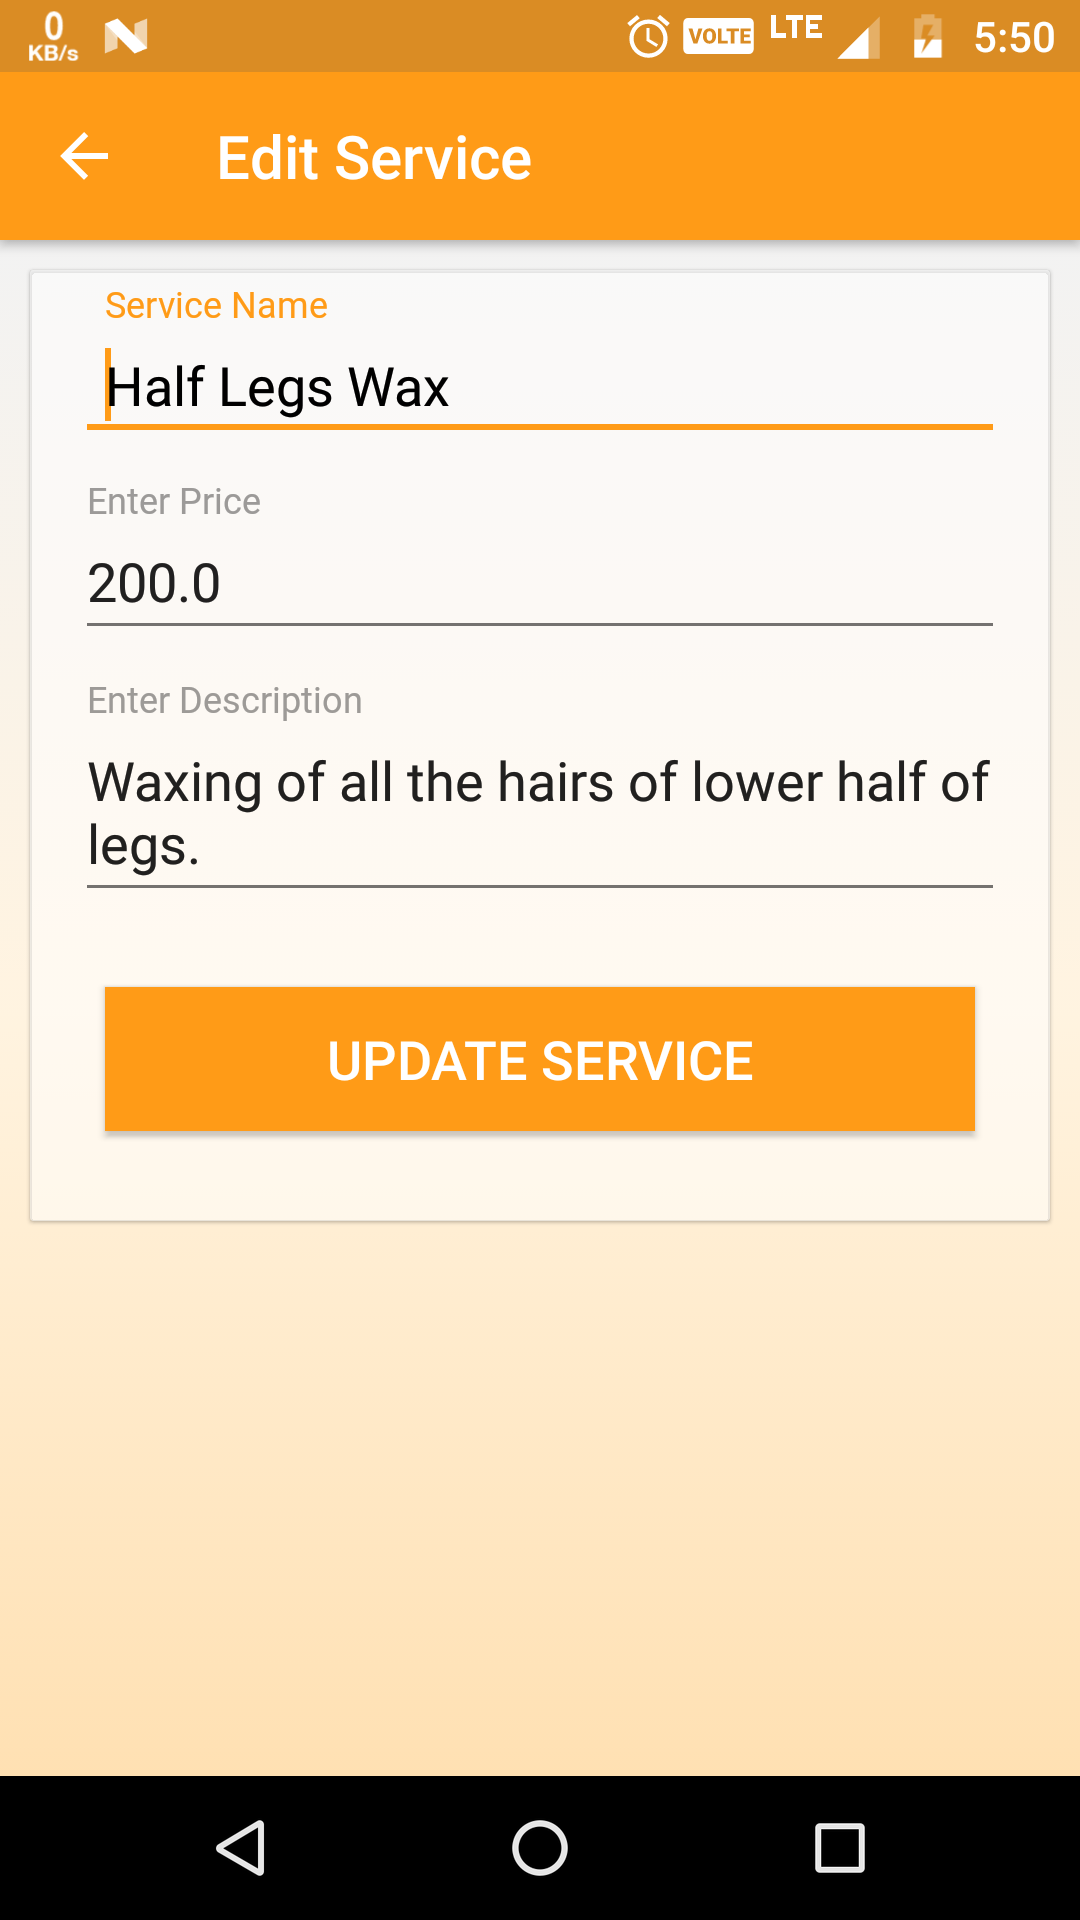 0
KB/s
VOLTE LTE 5:50
Edit Service
Service Name
Half Legs Wax
Enter Price
200.0
Enter Description
Waxing of all the hairs of lower half of
legs.
UPDATE SERVICE